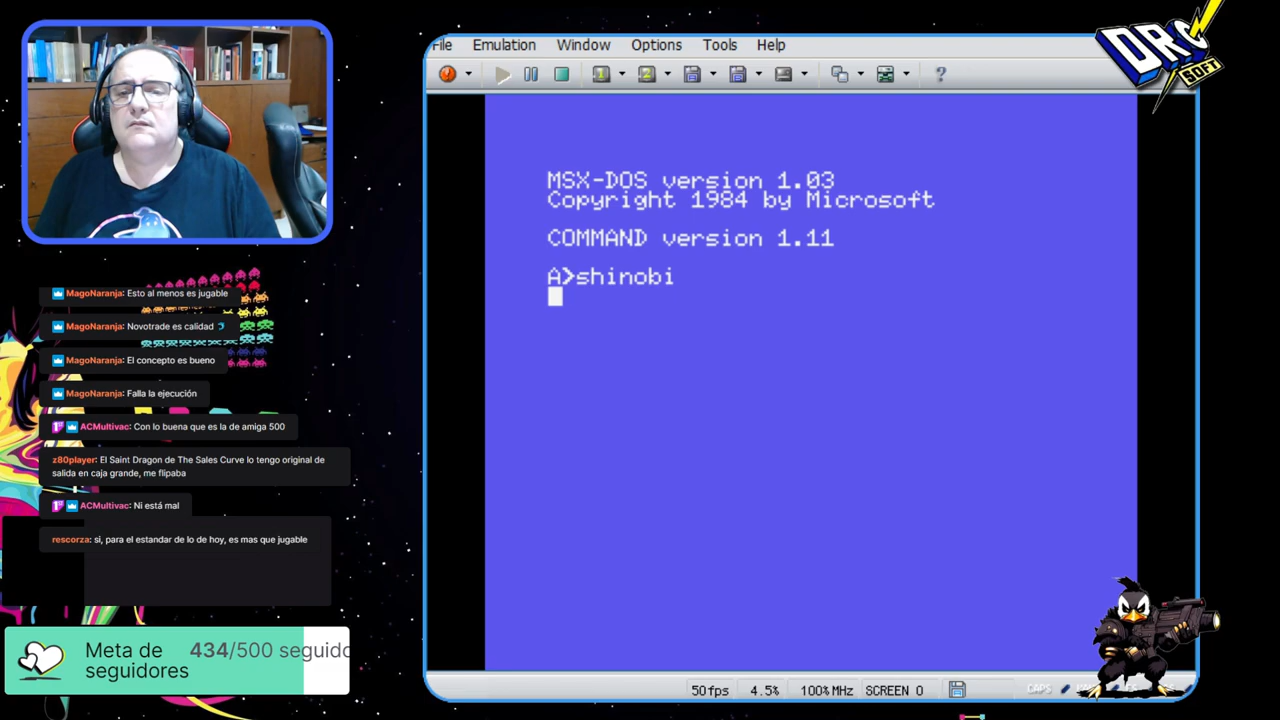 File Emulation Window Options Tools Help
DRC SOFT
MSX-DOS version 1.03
Copyright 1984 by Microsoft
COMMAND version 1.11
A>shinobi
MagoNaranja: Esto al menos es jugable
MagoNaranja: Novotrade es calidad
MagoNaranja: El concepto es bueno
MagoNaranja: Falla la ejecución
ACMultivac: Con lo buena que es la de amiga 500
z80player: El Saint Dragon de The Sales Curve lo tengo original de
salida en caja grande, me flipaba
ACMultivac: Ni está mal
rescorza: si, para el estandar de lo de hoy, es mas que jugable
Meta de
seguidores
434/500 seguido
50 fps 4.5% 100% MHz SCREEN 0
CAPS